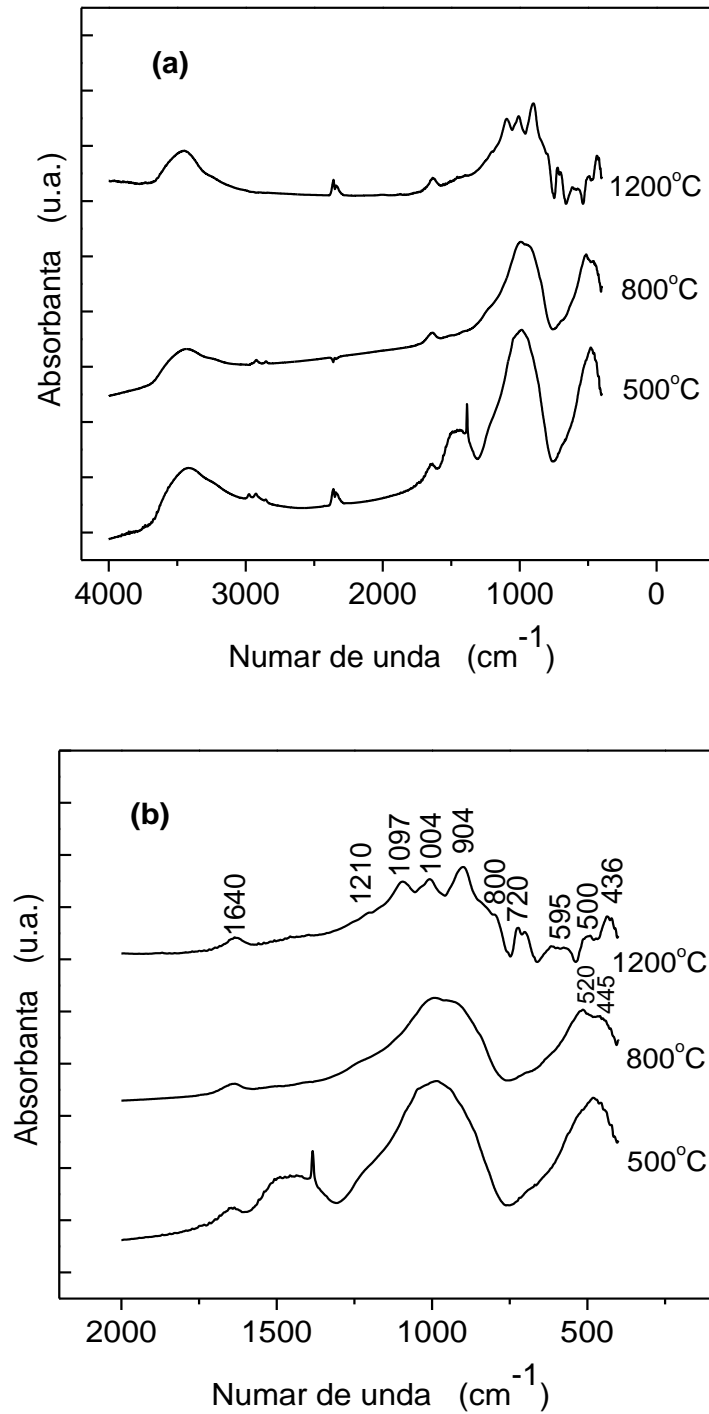 (a)
Absorbanta (u.a.)
1200°C
800°C
500°C
4000 3000 2000 1000 0
Numar de unda (cm⁻¹)
(b)
Absorbanta (u.a.)
1640
1210
1097
1004
904
800
720
595
500
436
1200°C
520
445
800°C
500°C
2000 1500 1000 500
Numar de unda (cm⁻¹)